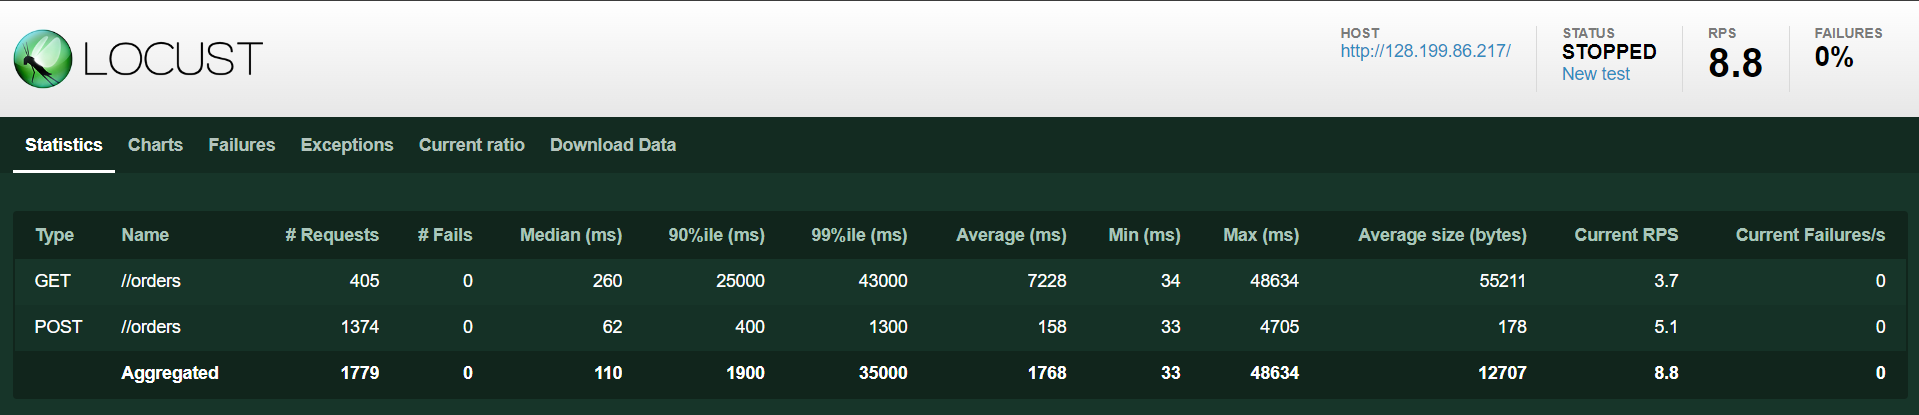 LOCUST
HOST
http://128.199.86.217/
STATUS
STOPPED
New test
RPS
8.8
FAILURES
0%
Statistics Charts Failures Exceptions Current ratio Download Data
Type Name # Requests # Fails Median (ms) 90%ile (ms) 99%ile (ms) Average (ms) Min (ms) Max (ms) Average size (bytes) Current RPS Current Failures/s
GET //orders 405 0 260 25000 43000 7228 34 48634 55211 3.7 0
POST //orders 1374 0 62 400 1300 158 33 4705 178 5.1 0
Aggregated 1779 0 110 1900 35000 1768 33 48634 12707 8.8 0